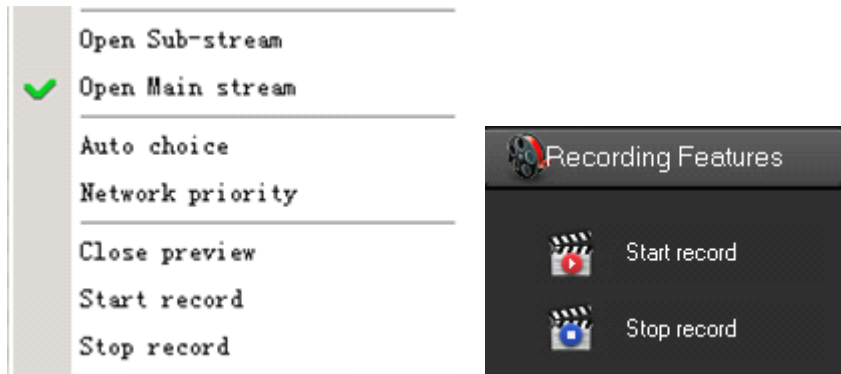 Open Sub-stream
Open Main stream
Auto choice
Network priority
Close preview
Start record
Stop record
Recording Features
Start record
Stop record